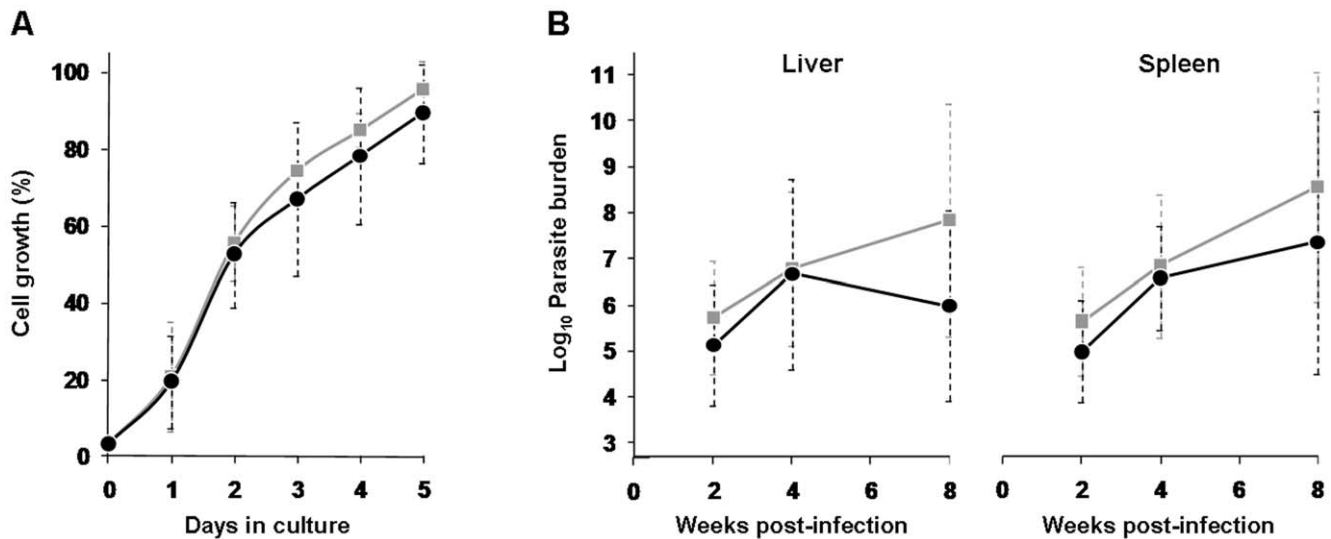 A
B
Cell growth (%)
100
80
60
40
20
0
0 1 2 3 4 5
Days in culture
Log10 Parasite burden
11
10
9
8
7
6
5
4
3
Liver
0 2 4 6 8
Weeks post-infection
Spleen
0 2 4 6 8
Weeks post-infection